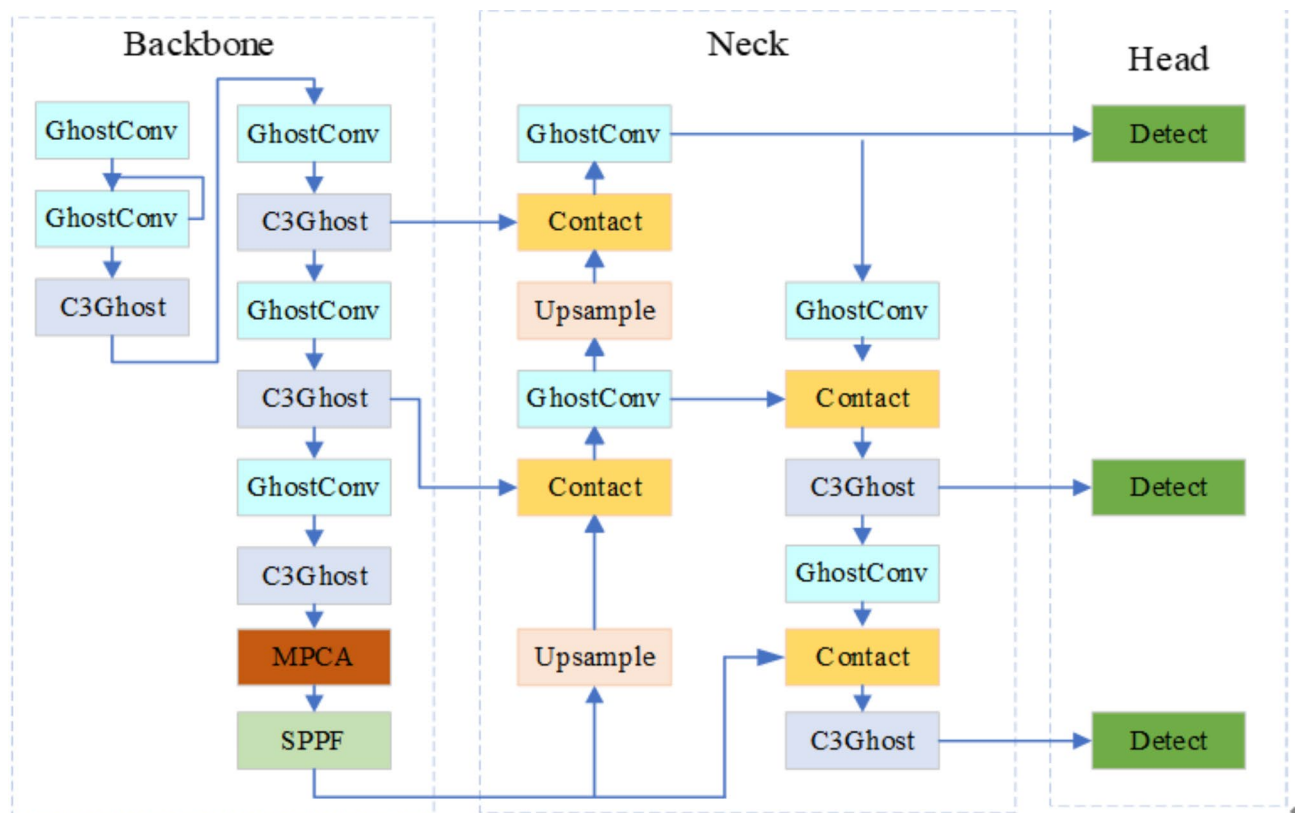 Backbone
GhostConv
GhostConv
C3Ghost
GhostConv
C3Ghost
GhostConv
C3Ghost
GhostConv
C3Ghost
MPCA
SPPF
Neck
GhostConv
Contact
Upsample
GhostConv
Contact
Upsample
GhostConv
Contact
C3Ghost
GhostConv
Contact
C3Ghost
Head
Detect
Detect
Detect